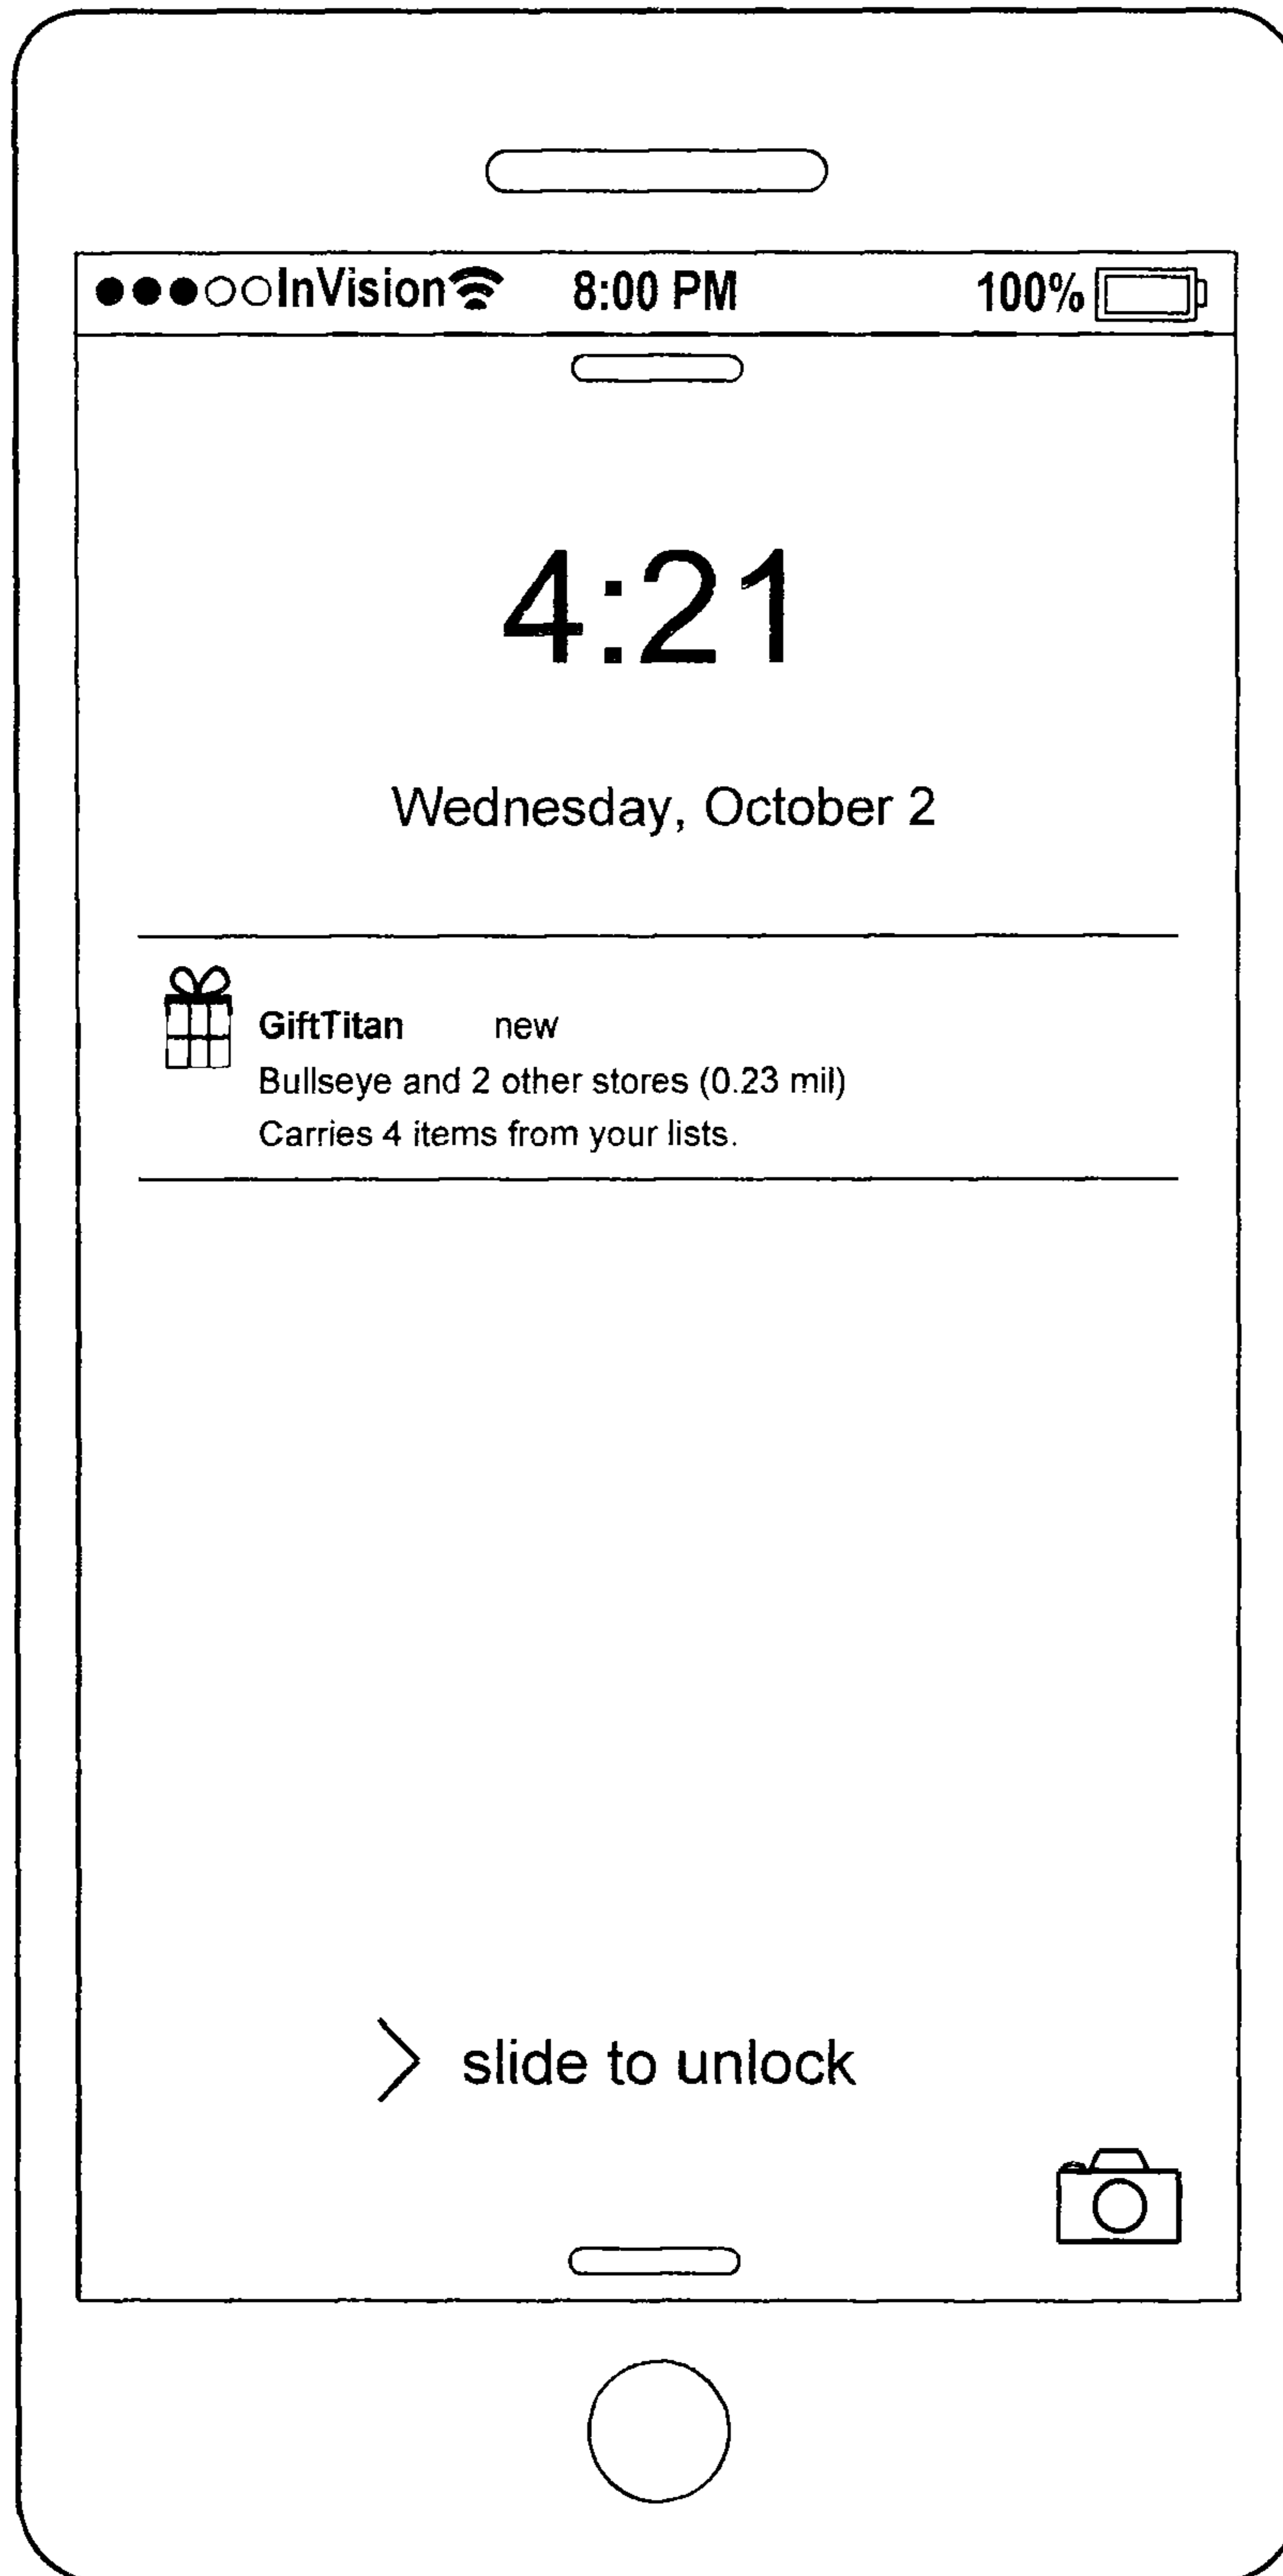 InVision 8:00 PM 100%
4:21
Wednesday, October 2
GiftTitan new
Bullseye and 2 other stores (0.23 mil)
Carries 4 items from your lists.
slide to unlock